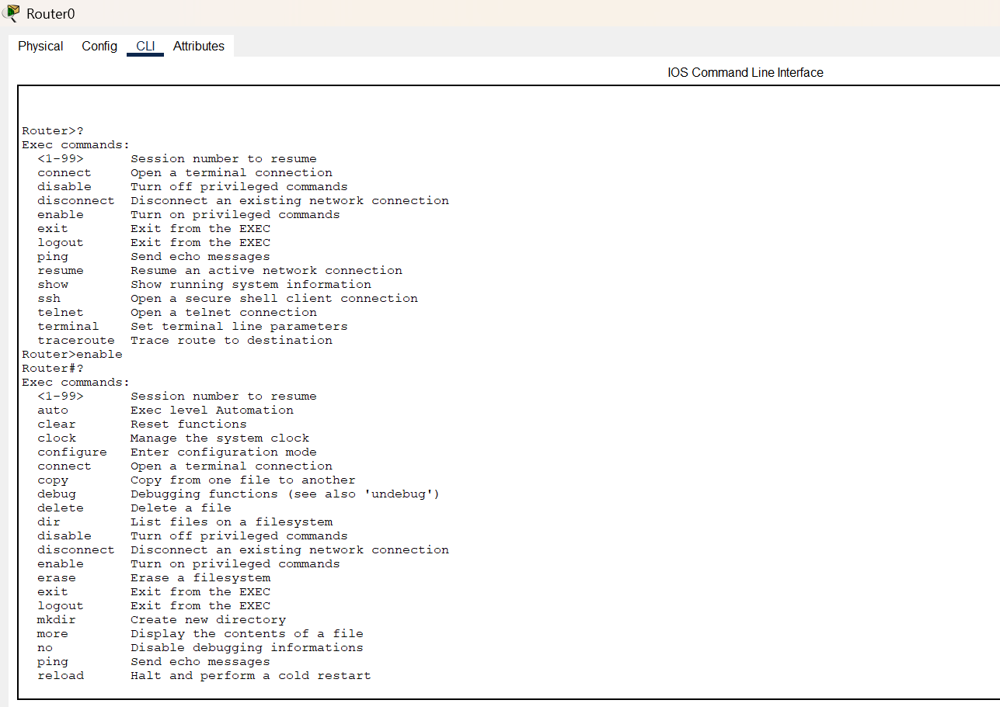 Router0
Physical Config CLI Attributes
IOS Command Line Interface
Router>?
Exec commands:
  <1-99>      Session number to resume
  connect     Open a terminal connection
  disable     Turn off privileged commands
  disconnect  Disconnect an existing network connection
  enable      Turn on privileged commands
  exit        Exit from the EXEC
  logout      Exit from the EXEC
  ping        Send echo messages
  resume      Resume an active network connection
  show        Show running system information
  ssh         Open a secure shell client connection
  telnet      Open a telnet connection
  terminal    Set terminal line parameters
  traceroute  Trace route to destination
Router>enable
Router#?
Exec commands:
  <1-99>      Session number to resume
  auto        Exec level Automation
  clear       Reset functions
  clock       Manage the system clock
  configure   Enter configuration mode
  connect     Open a terminal connection
  copy        Copy from one file to another
  debug       Debugging functions (see also 'undebug')
  delete      Delete a file
  dir         List files on a filesystem
  disable     Turn off privileged commands
  disconnect  Disconnect an existing network connection
  enable      Turn on privileged commands
  erase       Erase a filesystem
  exit        Exit from the EXEC
  logout      Exit from the EXEC
  mkdir       Create new directory
  more        Display the contents of a file
  no          Disable debugging informations
  ping        Send echo messages
  reload      Halt and perform a cold restart